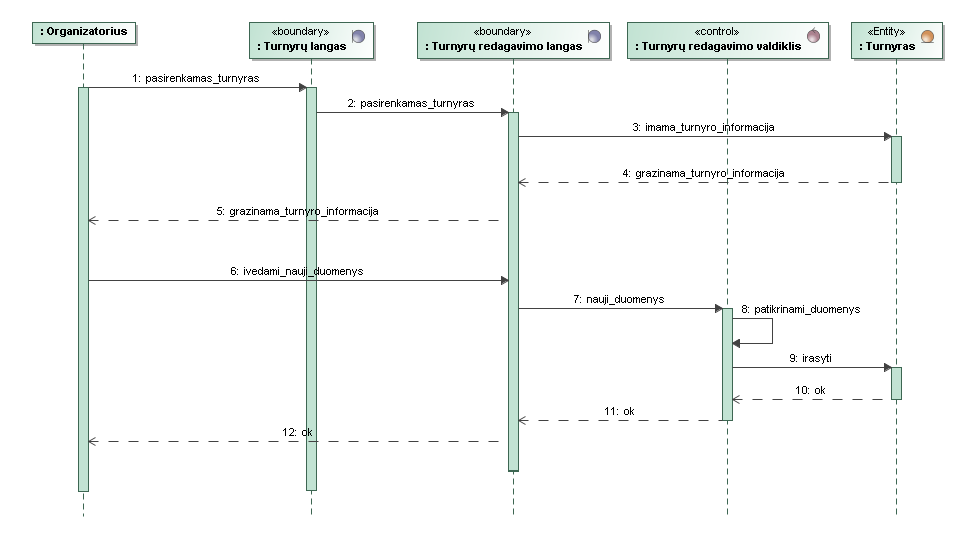 : Organizatorius
«boundary»
: Turnyrų langas
«boundary»
: Turnyrų redagavimo langas
«control»
: Turnyrų redagavimo valdiklis
«Entity»
: Turnyras
1: pasirenkamas_turnyras
2: pasirenkamas_turnyras
3: imama_turnyro_informacija
4: grazinama_turnyro_informacija
5: grazinama_turnyro_informacija
6: ivedami_nauji_duomenys
7: nauji_duomenys
8: patikrinami_duomenys
9: irasyti
10: ok
11: ok
12: ok